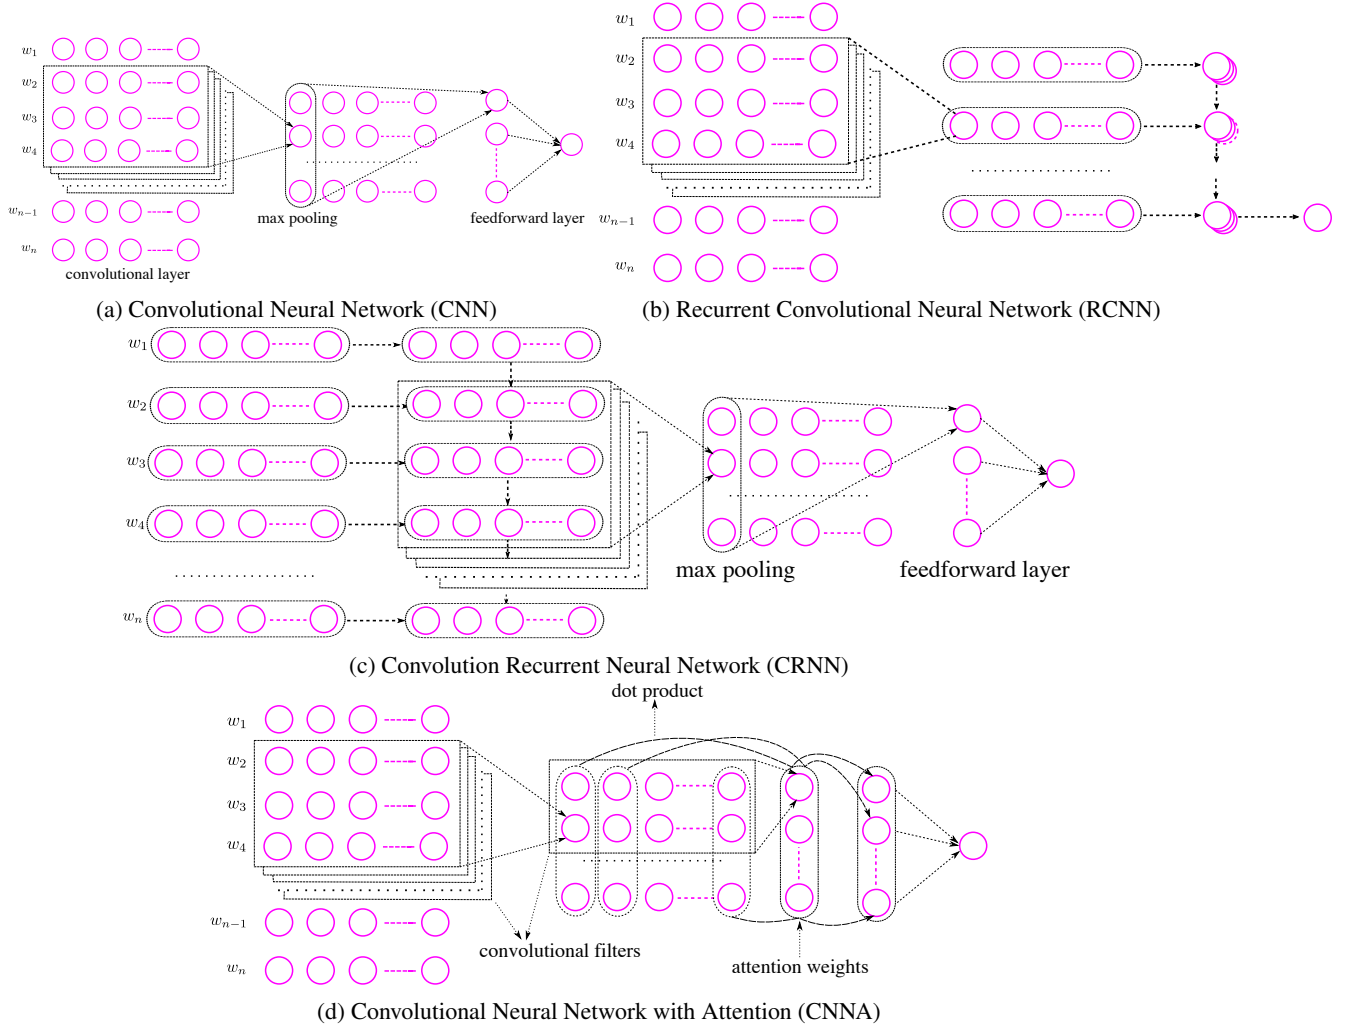 w₁
w₂
w₃
w₄
wₙ₋₁
wₙ
convolutional layer
max pooling
feedforward layer
(a) Convolutional Neural Network (CNN)
w₁
w₂
w₃
w₄
wₙ₋₁
wₙ
(b) Recurrent Convolutional Neural Network (RCNN)
w₁
w₂
w₃
w₄
wₙ
max pooling
feedforward layer
(c) Convolution Recurrent Neural Network (CRNN)
dot product
w₁
w₂
w₃
w₄
wₙ₋₁
wₙ
convolutional filters
attention weights
(d) Convolutional Neural Network with Attention (CNNA)